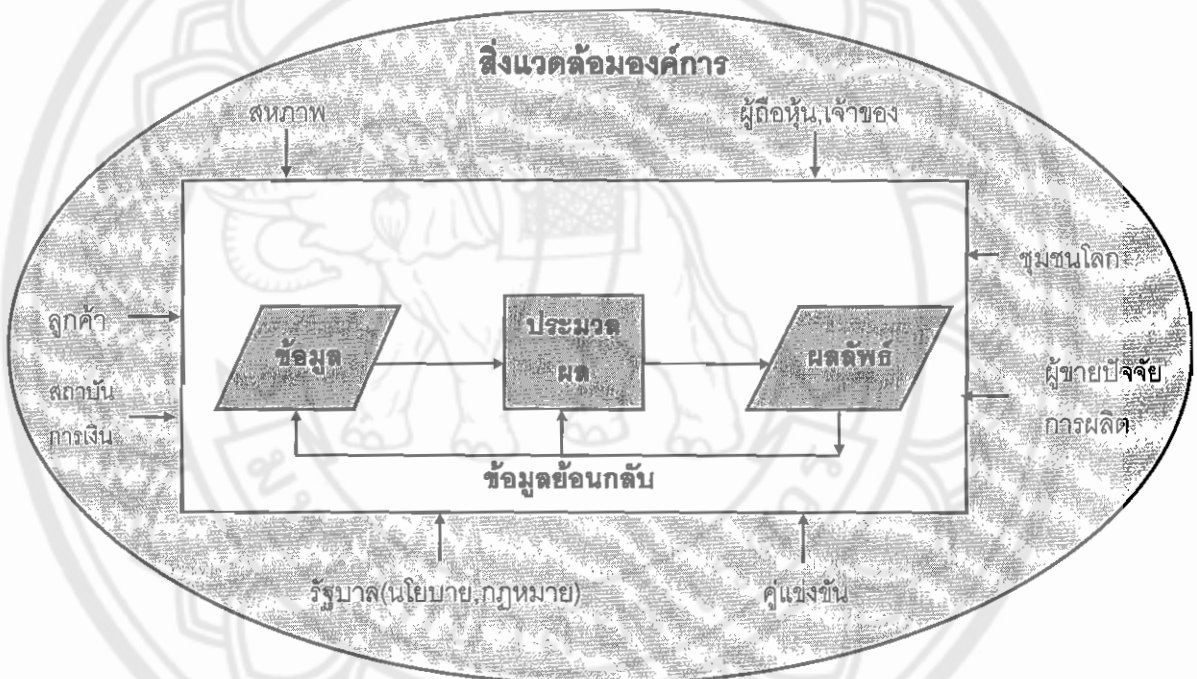 สิ่งแวดล้อมองค์การ
สหภาพ
ผู้ถือหุ้น,เจ้าของ
ชุมชนโลก
ลูกค้า
ข้อมูล
ประมวล
ผล
ผลลัพธ์
สถาบัน
การเงิน
ผู้ขายปัจจัย
การผลิต
ข้อมูลย้อนกลับ
รัฐบาล(นโยบาย,กฎหมาย)
คู่แข่งขัน